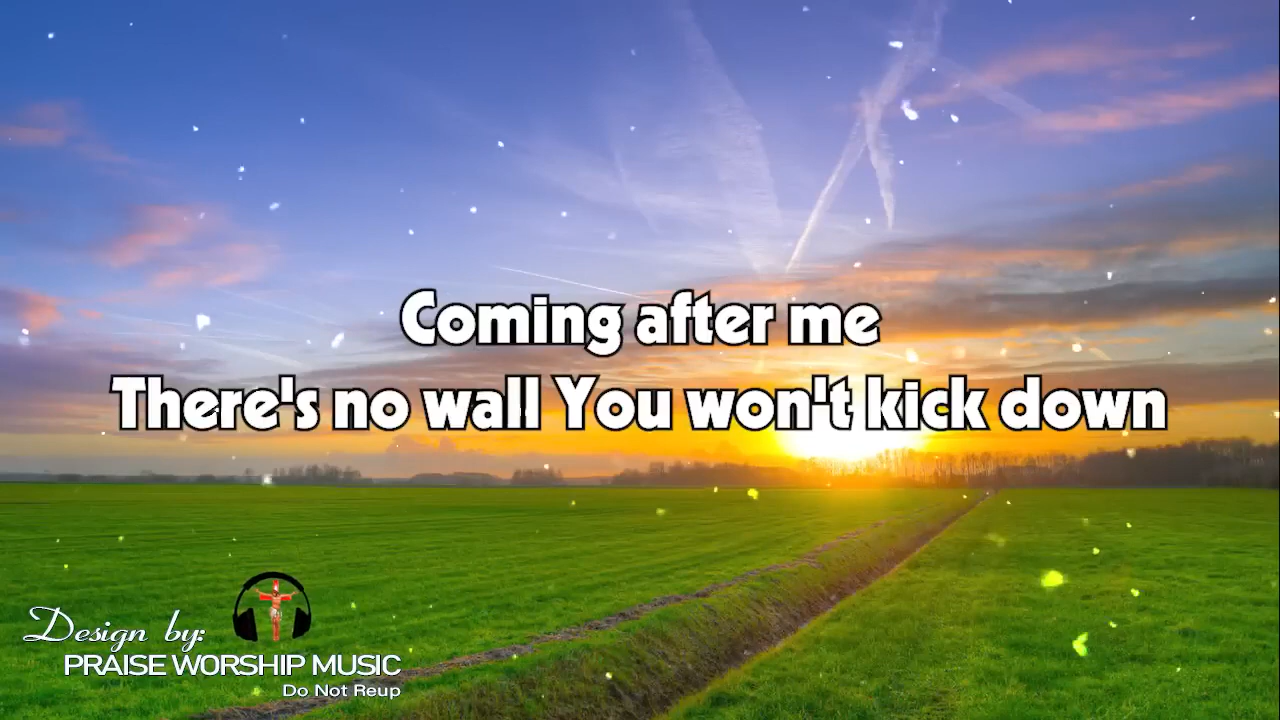 Coming after me
There's no wall You won't kick down
Design by:
PRAISE WORSHIP MUSIC
Do Not Reup